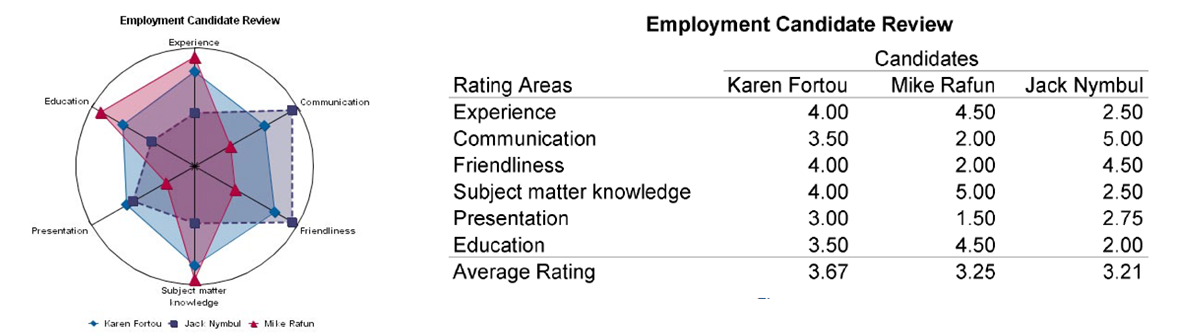 Employment Candidate Review
Experience
Education
Communication
Presentation
Friendliness
Subject matter
knowledge
Karen Fortou Jack Nymbul Mike Rafun
Employment Candidate Review
Candidates
Rating Areas Karen Fortou Mike Rafun Jack Nymbul
Experience 4.00 4.50 2.50
Communication 3.50 2.00 5.00
Friendliness 4.00 2.00 4.50
Subject matter knowledge 4.00 5.00 2.50
Presentation 3.00 1.50 2.75
Education 3.50 4.50 2.00
Average Rating 3.67 3.25 3.21